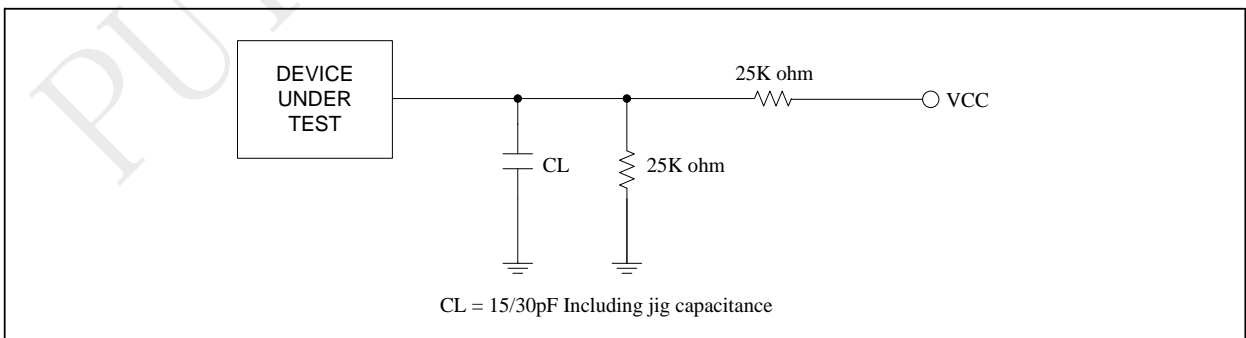 DEVICE
UNDER
TEST
25K ohm
VCC
CL
25K ohm
CL = 15/30pF Including jig capacitance